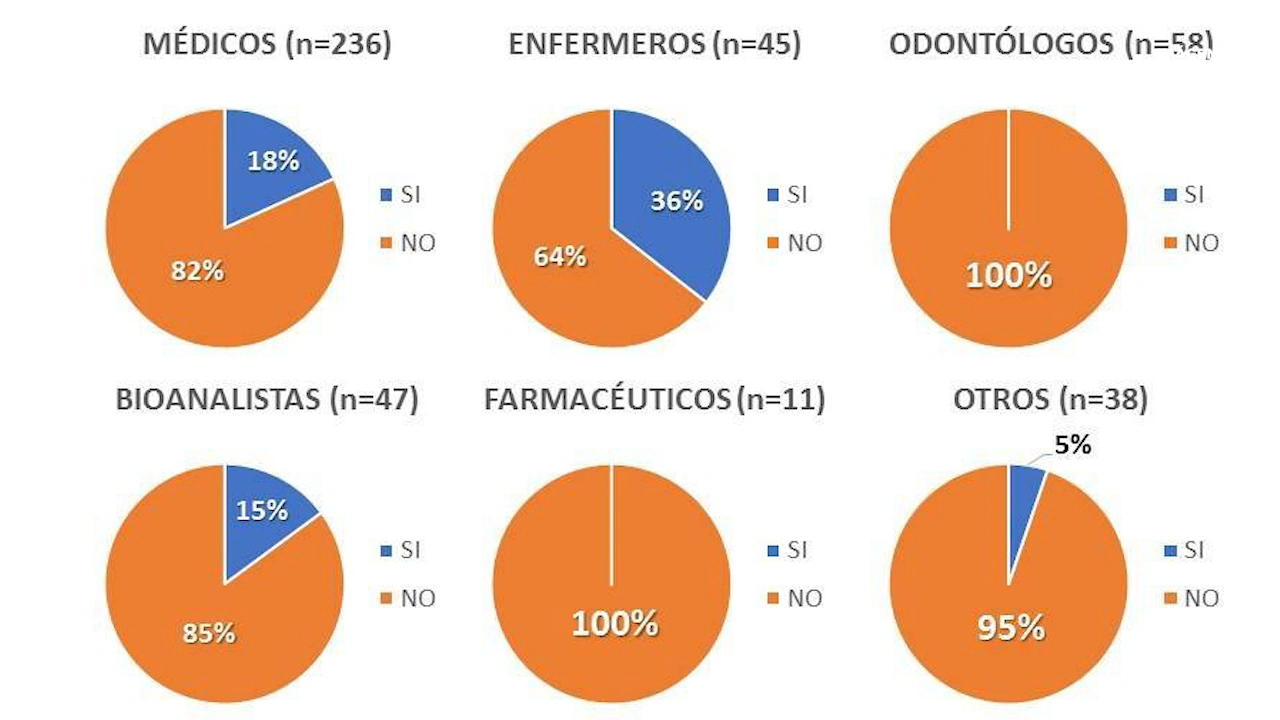 MÉDICOS (n=236)
18%
82%
SI
NO
ENFERMEROS (n=45)
36%
64%
SI
NO
ODONTÓLOGOS (n=58)
100%
SI
NO
BIOANALISTAS (n=47)
15%
85%
SI
NO
FARMACÉUTICOS (n=11)
100%
SI
NO
OTROS (n=38)
5%
95%
SI
NO